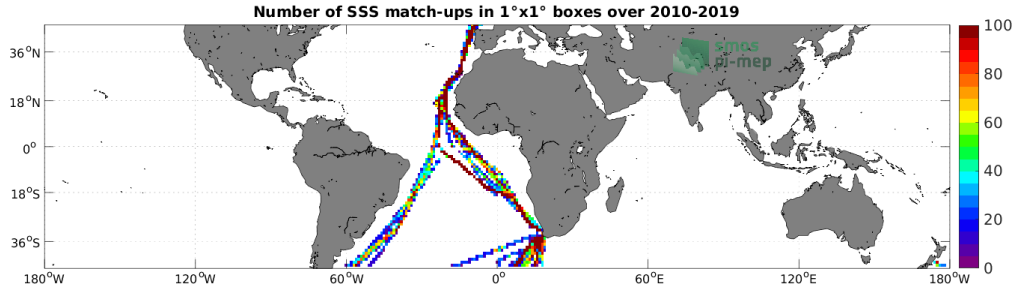 Number of SSS match-ups in 1°x1° boxes over 2010-2019
36°N
18°N
0°
18°S
36°S
180°W
120°W
60°W
0°
60°E
120°E
180°W
100
80
60
40
20
0
smos
pi-mep